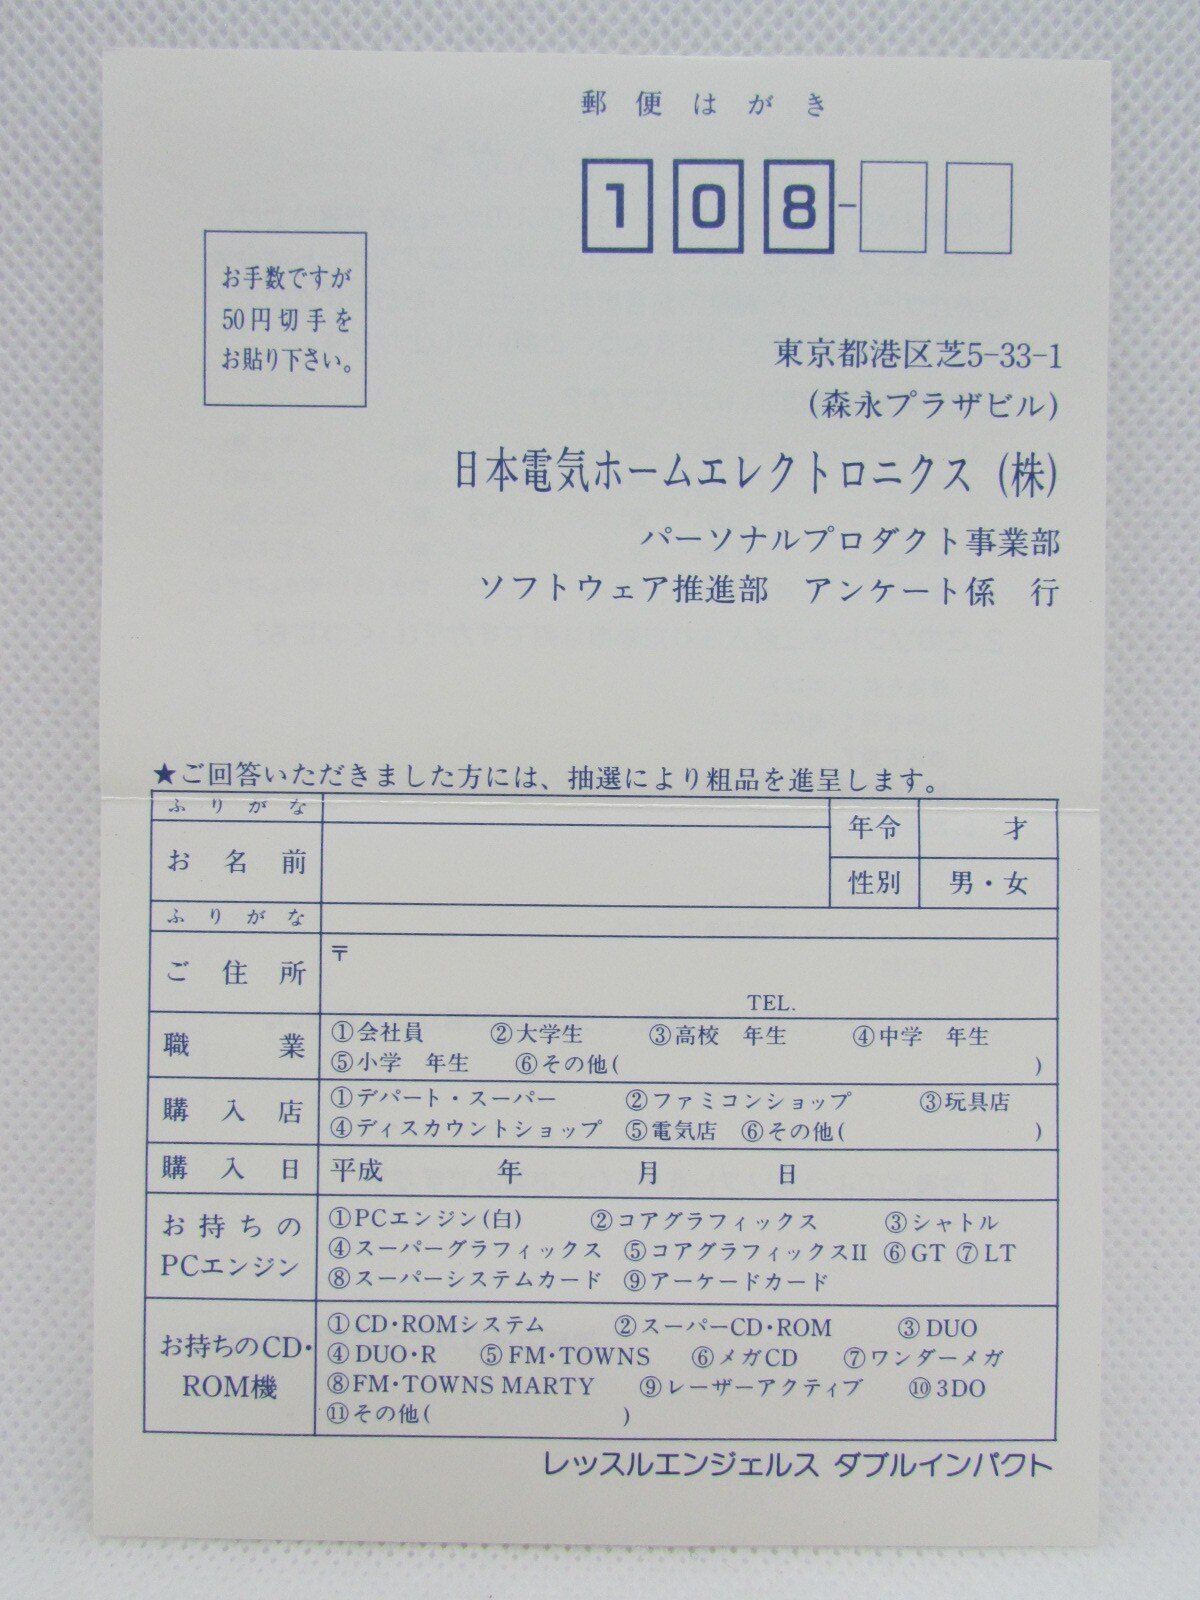 郵便はがき
108-
お手数ですが
50円切手を
お貼り下さい。
東京都港区芝5-33-1
(森永プラザビル)
日本電気ホームエレクトロニクス(株)
パーソナルプロダクト事業部
ソフトウェア推進部 アンケート係 行
★ご回答いただきました方には、抽選により粗品を進呈します。
ふりがな
お名前
年令 才
性別 男・女
ふりがな
ご住所 〒
TEL.
職業 ①会社員 ②大学生 ③高校 年生 ④中学 年生
⑤小学 年生 ⑥その他( )
購入店 ①デパート・スーパー ②ファミコンショップ ③玩具店
④ディスカウントショップ ⑤電気店 ⑥その他( )
購入日 平成 年 月 日
お持ちの
PCエンジン
①PCエンジン(白) ②コアグラフィックス ③シャトル
④スーパーグラフィックス ⑤コアグラフィックスII ⑥GT ⑦LT
⑧スーパーシステムカード ⑨アーケードカード
お持ちのCD・
ROM機
①CD・ROMシステム ②スーパーCD・ROM ③DUO
④DUO・R ⑤FM・TOWNS ⑥メガCD ⑦ワンダーメガ
⑧FM・TOWNS MARTY ⑨レーザーアクティブ ⑩3DO
⑪その他( )
レッスルエンジェルス ダブルインパクト